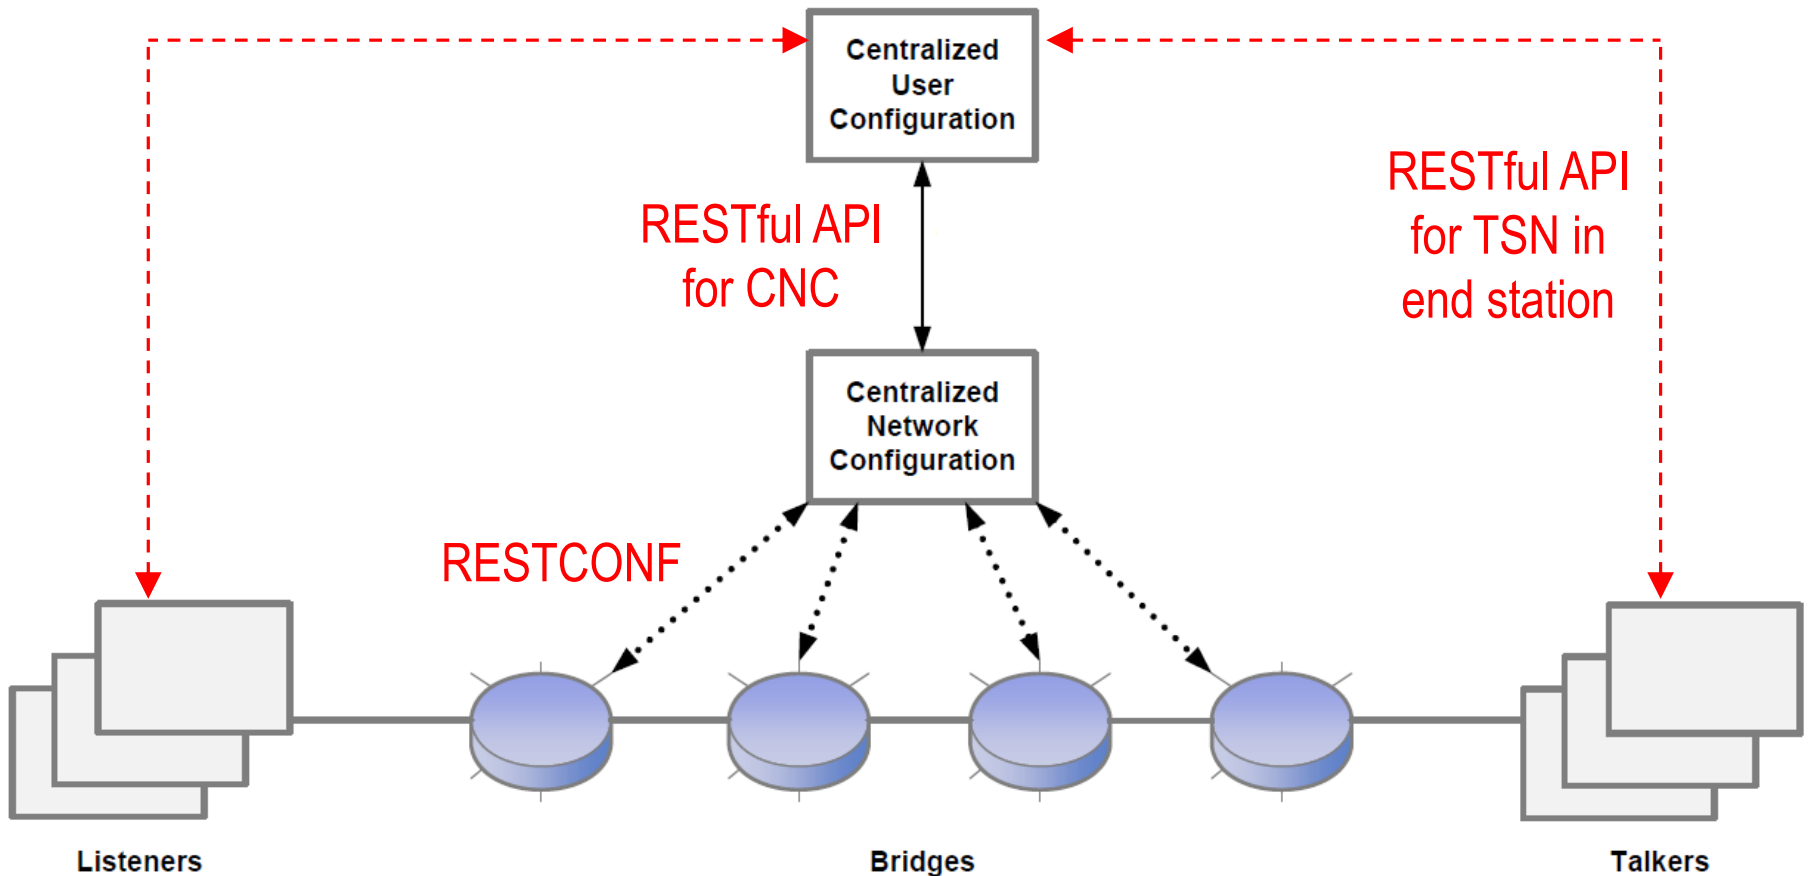 Centralized
User
Configuration
RESTful API
for CNC
RESTful API
for TSN in
end station
Centralized
Network
Configuration
RESTCONF
Listeners
Bridges
Talkers